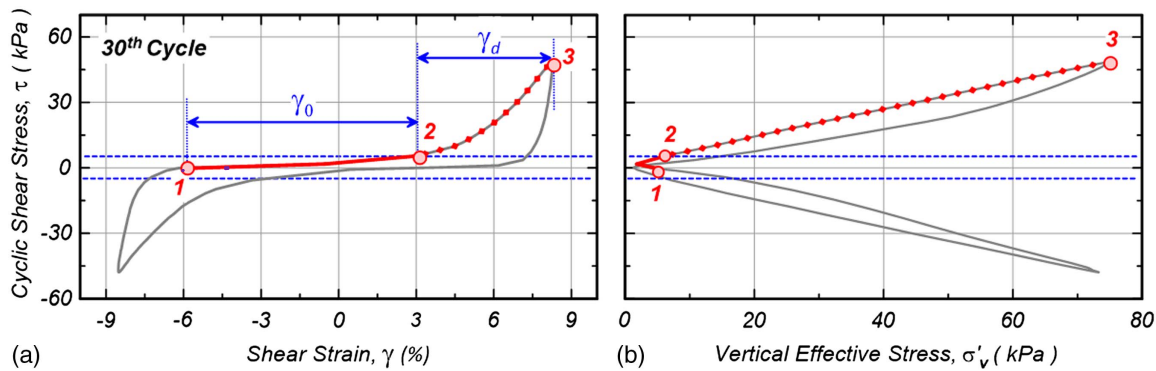 60
30
0
-30
-60
Cyclic Shear Stress, τ ( kPa)
30th Cycle
γ0
γd
1
2
3
-9 -6 -3 0 3 6 9
(a) Shear Strain, γ (%)
3
2
1
0 20 40 60 80
(b) Vertical Effective Stress, σ'v ( kPa )